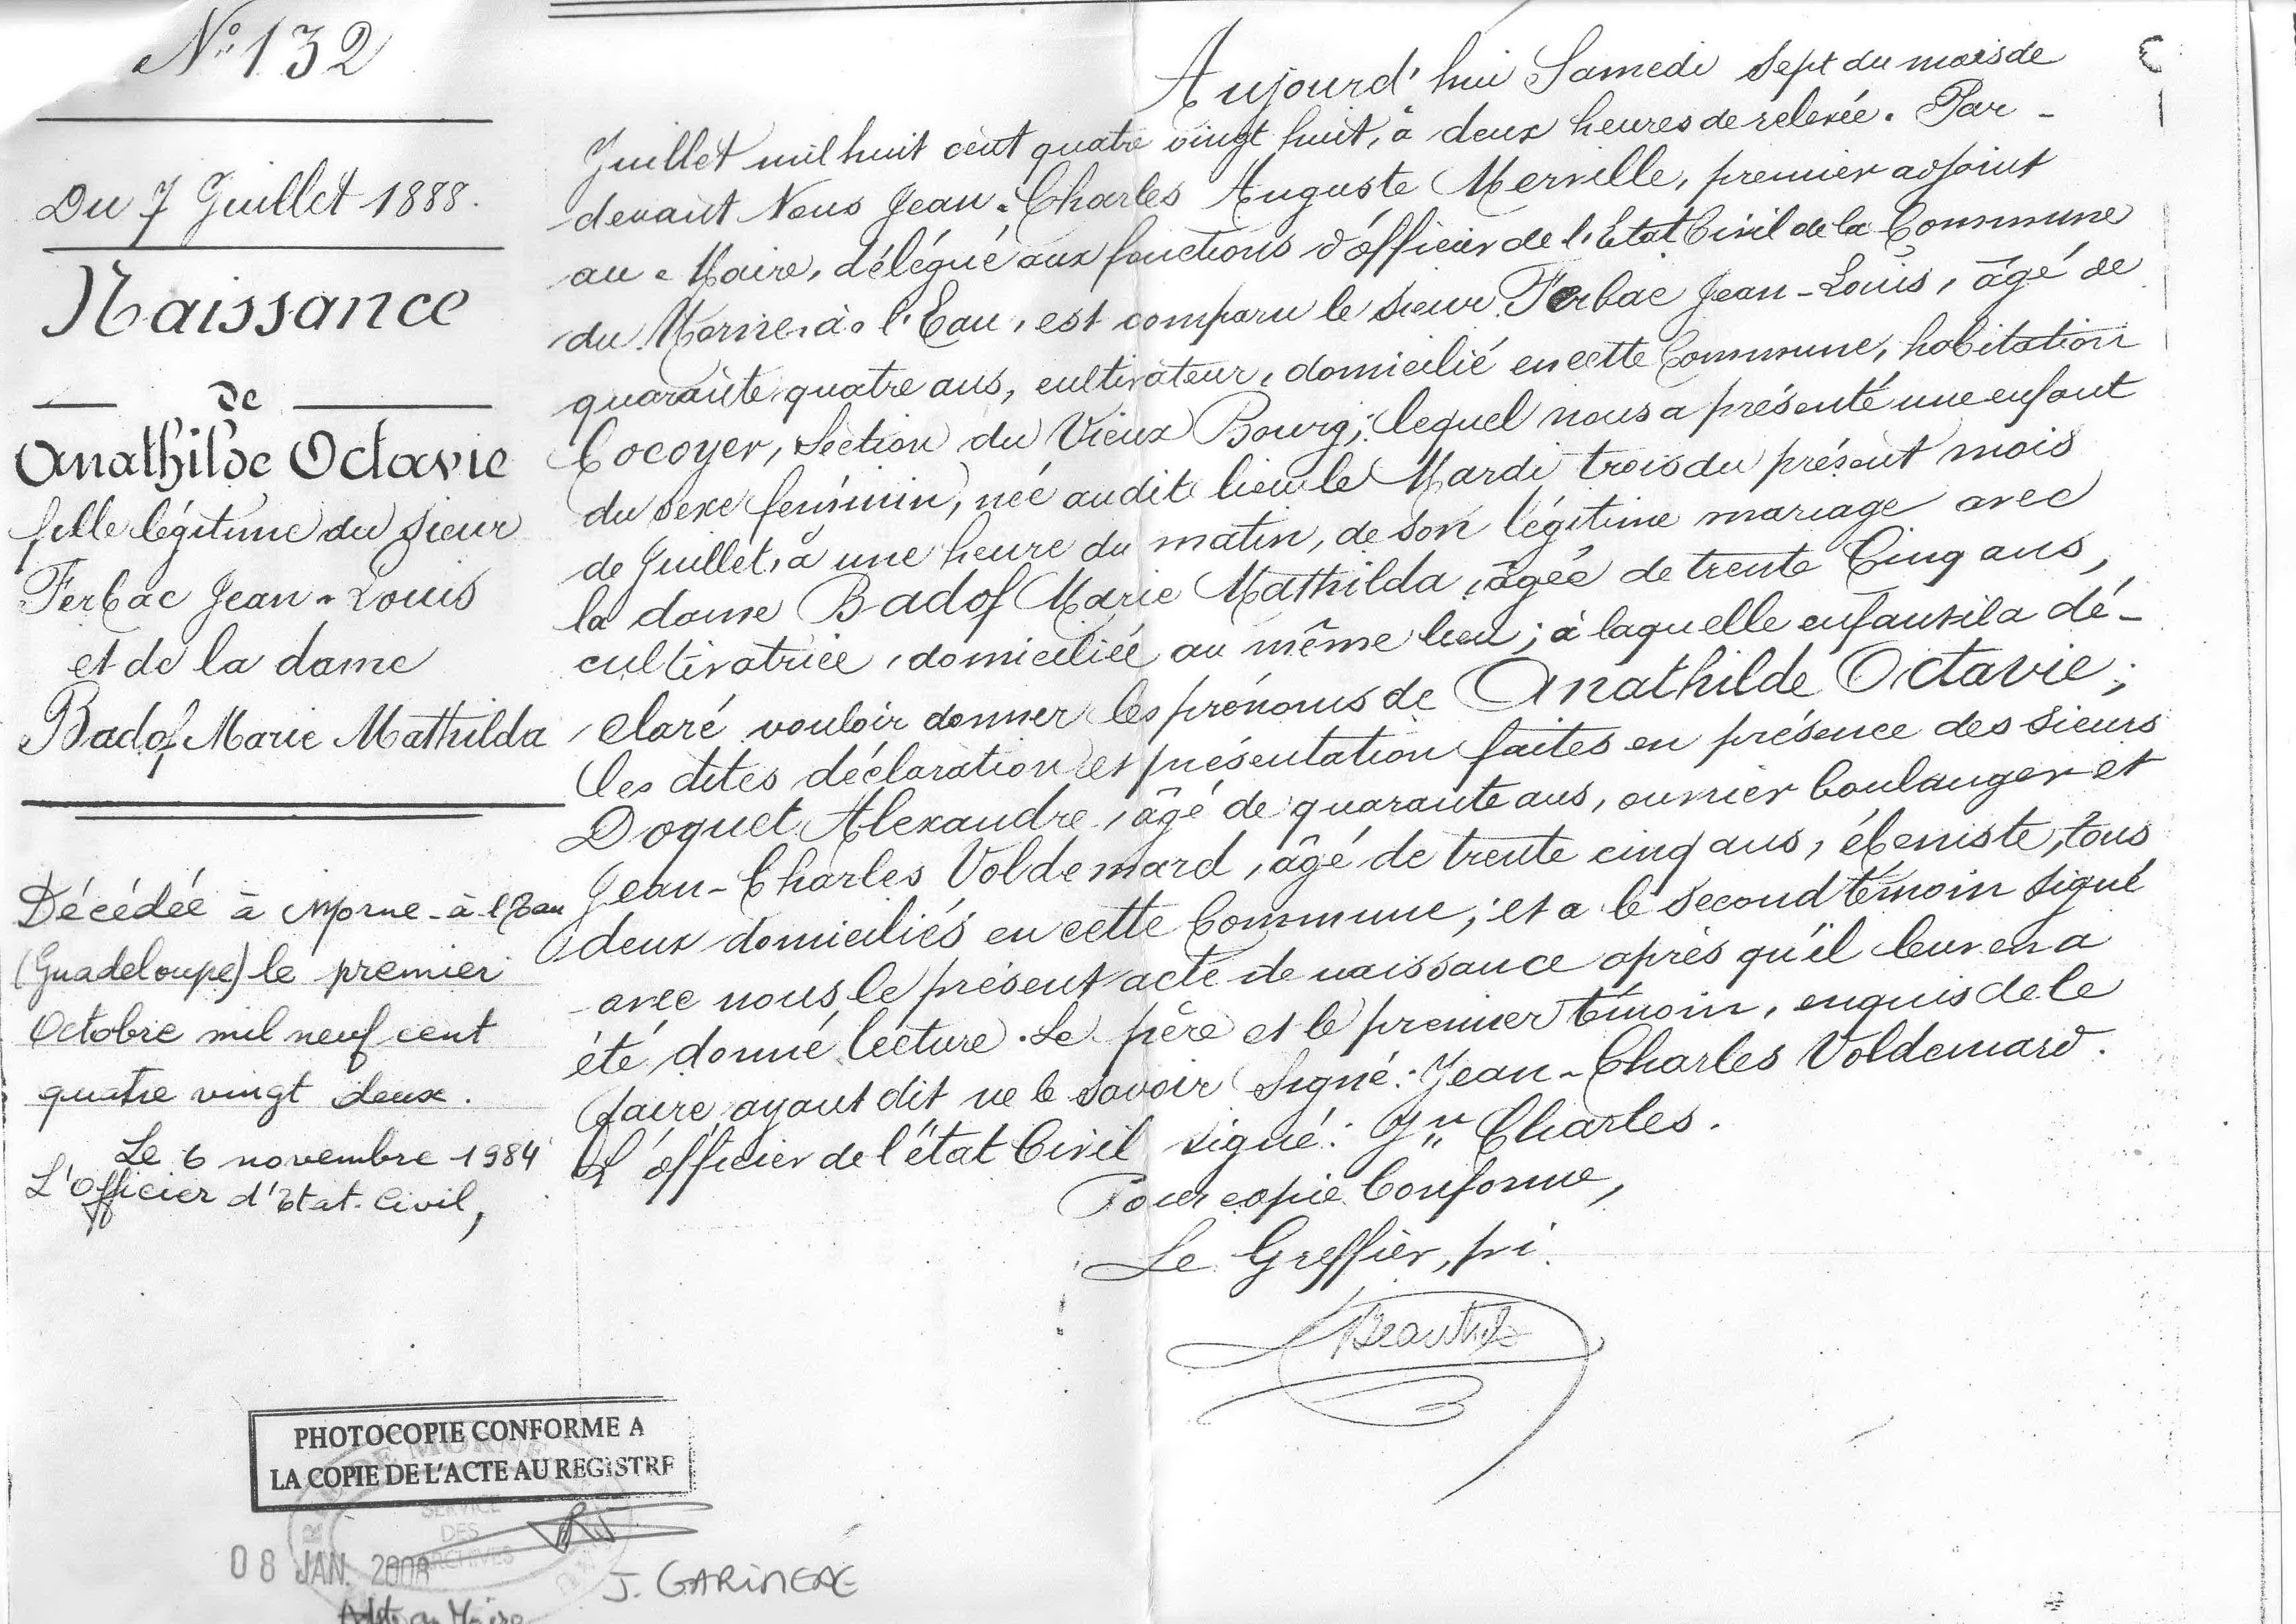 N° 132
Du 7 Juillet 1888.
Naissance
de
Anathilde Octavie
fille légitime du sieur
Ferbac Jean-Louis
et de la dame
Badof Marie Mathilda
Décédée à Morne-à-l'Eau
(Guadeloupe) le premier
Octobre mil neuf cent
quatre vingt deux.
Le 6 novembre 1984
L'Officier d'Etat-Civil,
Aujourd'hui Samedi sept du mois de
Juillet mil huit cent quatre vingt huit, à deux heures de relevée. Par-
devant Nous Jean-Charles Auguste Merville, premier adjoint
au Maire, délégué aux fonctions d'officier de l'Etat Civil de la Commune
du Morne-à-l'Eau, est comparu le sieur Ferbac Jean-Louis, âgé de
quarante quatre ans, cultivateur, domicilié en cette Commune, habitation
Cocoyer, Section du Vieux Bourg; lequel nous a présenté une enfant
du sexe féminin, née audit lieu le Mardi trois du présent mois
de Juillet, à une heure du matin, de son légitime mariage avec
la dame Badof Marie Mathilda, âgée de trente Cinq ans,
cultivatrice, domiciliée au même lieu; à laquelle enfant il a dé-
claré vouloir donner les prénoms de Anathilde Octavie;
les dites déclaration et présentation faites en présence des sieurs
Doquet Alexandre, âgé de quarante ans, ouvrier boulanger et
Jean-Charles Voldemard, âgé de trente cinq ans, ébeniste, tous
deux domiciliés en cette Commune; et a le second témoin signé
avec nous le présent acte de naissance après qu'il leur en a
été donné lecture. Le père et le premier témoin, enquis de le
faire, ayant dit ne le savoir Signé: Jean-Charles Voldemard.
L'officier de l'état Civil signé: Jn Charles.
Pour copie Conforme,
Le Greffier, pi.
PHOTOCOPIE CONFORME A
LA COPIE DE L'ACTE AU REGISTRE
SERVICE
DES
ARCHIVES
08 JAN. 2008